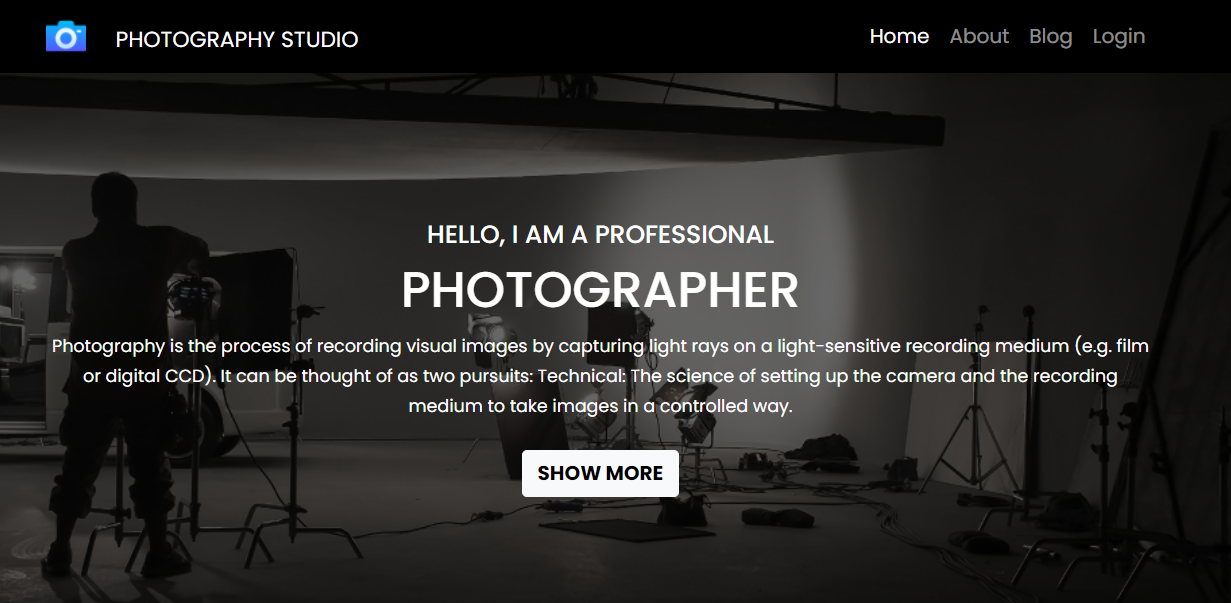 PHOTOGRAPHY STUDIO
Home About Blog Login
HELLO, I AM A PROFESSIONAL
PHOTOGRAPHER
Photography is the process of recording visual images by capturing light rays on a light-sensitive recording medium (e.g. film
or digital CCD). It can be thought of as two pursuits: Technical: The science of setting up the camera and the recording
medium to take images in a controlled way.
SHOW MORE